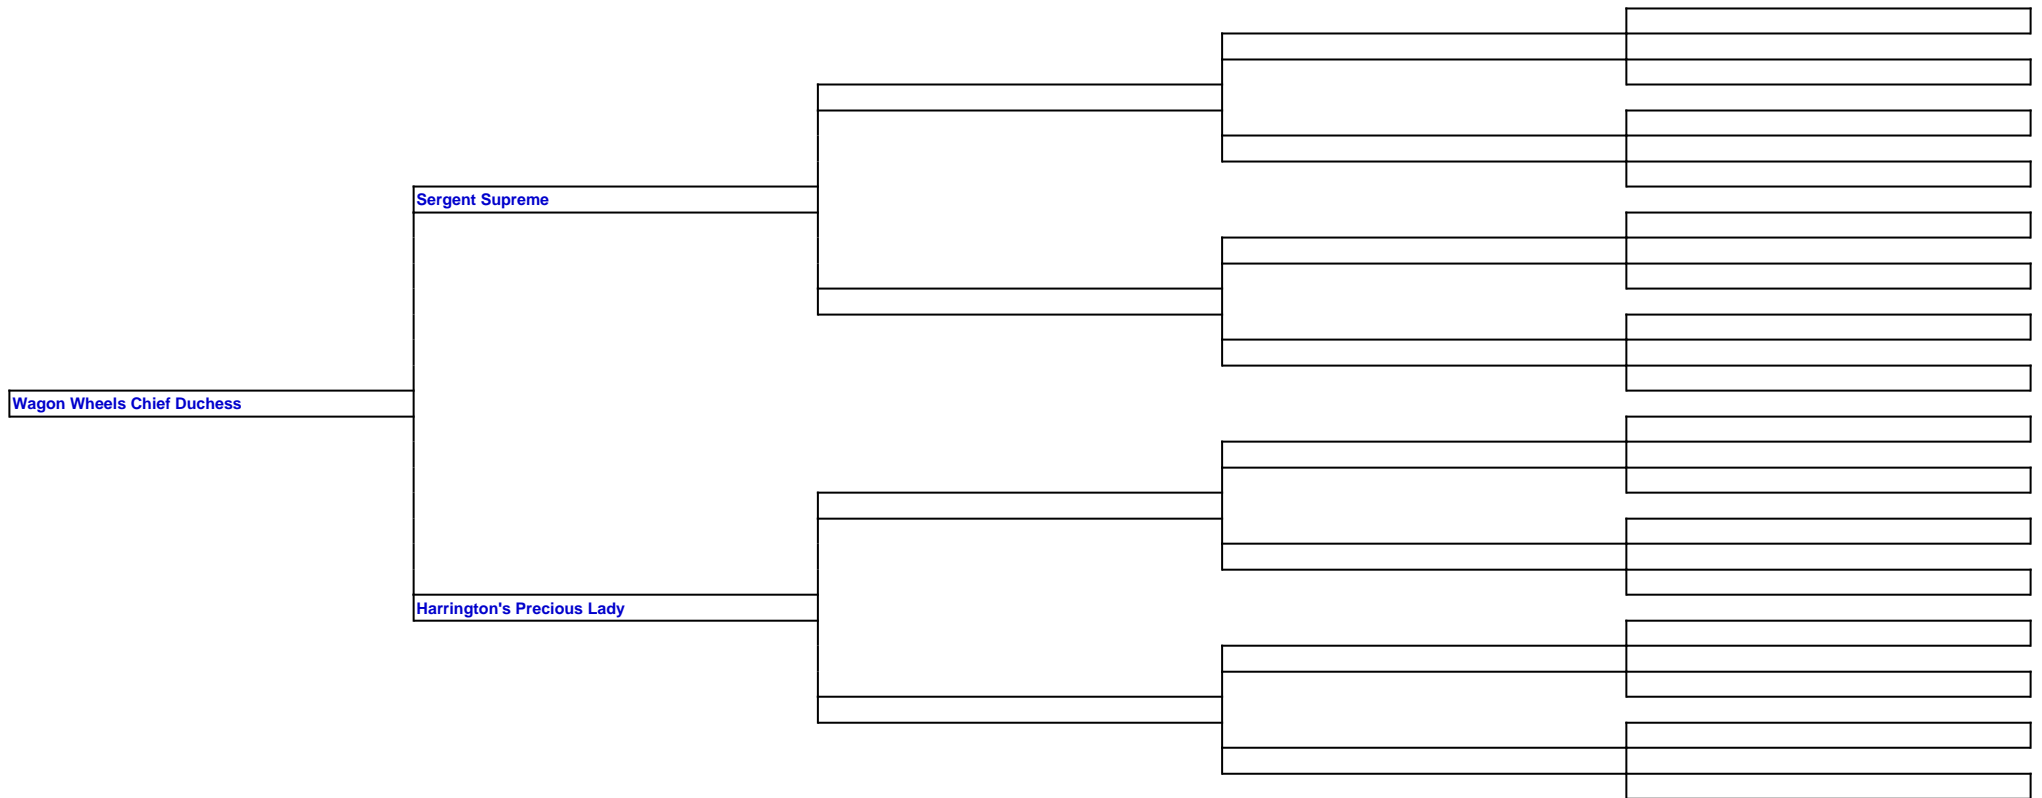 Sergent Supreme
Wagon Wheels Chief Duchess
Harrington's Precious Lady